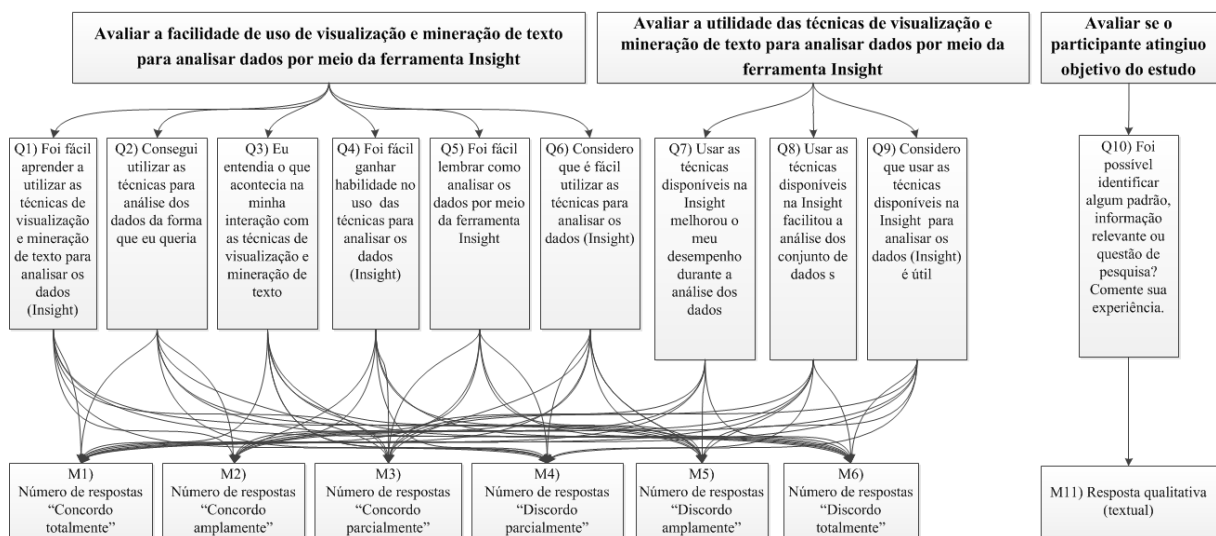 Avaliar a facilidade de uso de visualização e mineração de texto
para analisar dados por meio da ferramenta Insight
Avaliar a utilidade das técnicas de visualização e
mineração de texto para analisar dados por meio da
ferramenta Insight
Avaliar se o
participante atingiuo
objetivo do estudo
Q1) Foi fácil
aprender a
utilizar as
técnicas de
visualização
e mineração
de texto para
analisar os
dados
(Insight)
Q2) Consegui
utilizar as
técnicas para
análise dos
dados da forma
que eu queria
Q3) Eu
entendia o que
acontecia na
minha
interação com
as técnicas de
visualização e
mineração de
texto
Q4) Foi fácil
ganhar
habilidade no
uso das
técnicas para
analisar os
dados
(Insight)
Q5) Foi fácil
lembrar como
analisar os
dados por meio
da ferramenta
Insight
Q6) Considero
que é fácil
utilizar as
técnicas para
analisar os
dados (Insight)
Q7) Usar as
técnicas
disponíveis na
Insight
melhorou o
meu
desempenho
durante a
análise dos
dados
Q8) Usar as
técnicas
disponíveis
na Insight
facilitou a
análise dos
conjunto de
dados s
Q9) Considero
que usar as
técnicas
disponíveis na
Insight para
analisar os
dados (Insight)
é útil
Q10) Foi
possível
identificar
algum padrão,
informação
relevante ou
questão de
pesquisa?
Comente sua
experiência.
M1)
Número de respostas
“Concordo
totalmente”
M2)
Número de respostas
“Concordo
amplamente”
M3)
Número de respostas
“Concordo
parcialmente”
M4)
Número de respostas
“Discordo
parcialmente”
M5)
Número de respostas
“Discordo
amplamente”
M6)
Número de respostas
“Discordo
totalmente”
M11) Resposta qualitativa
(textual)